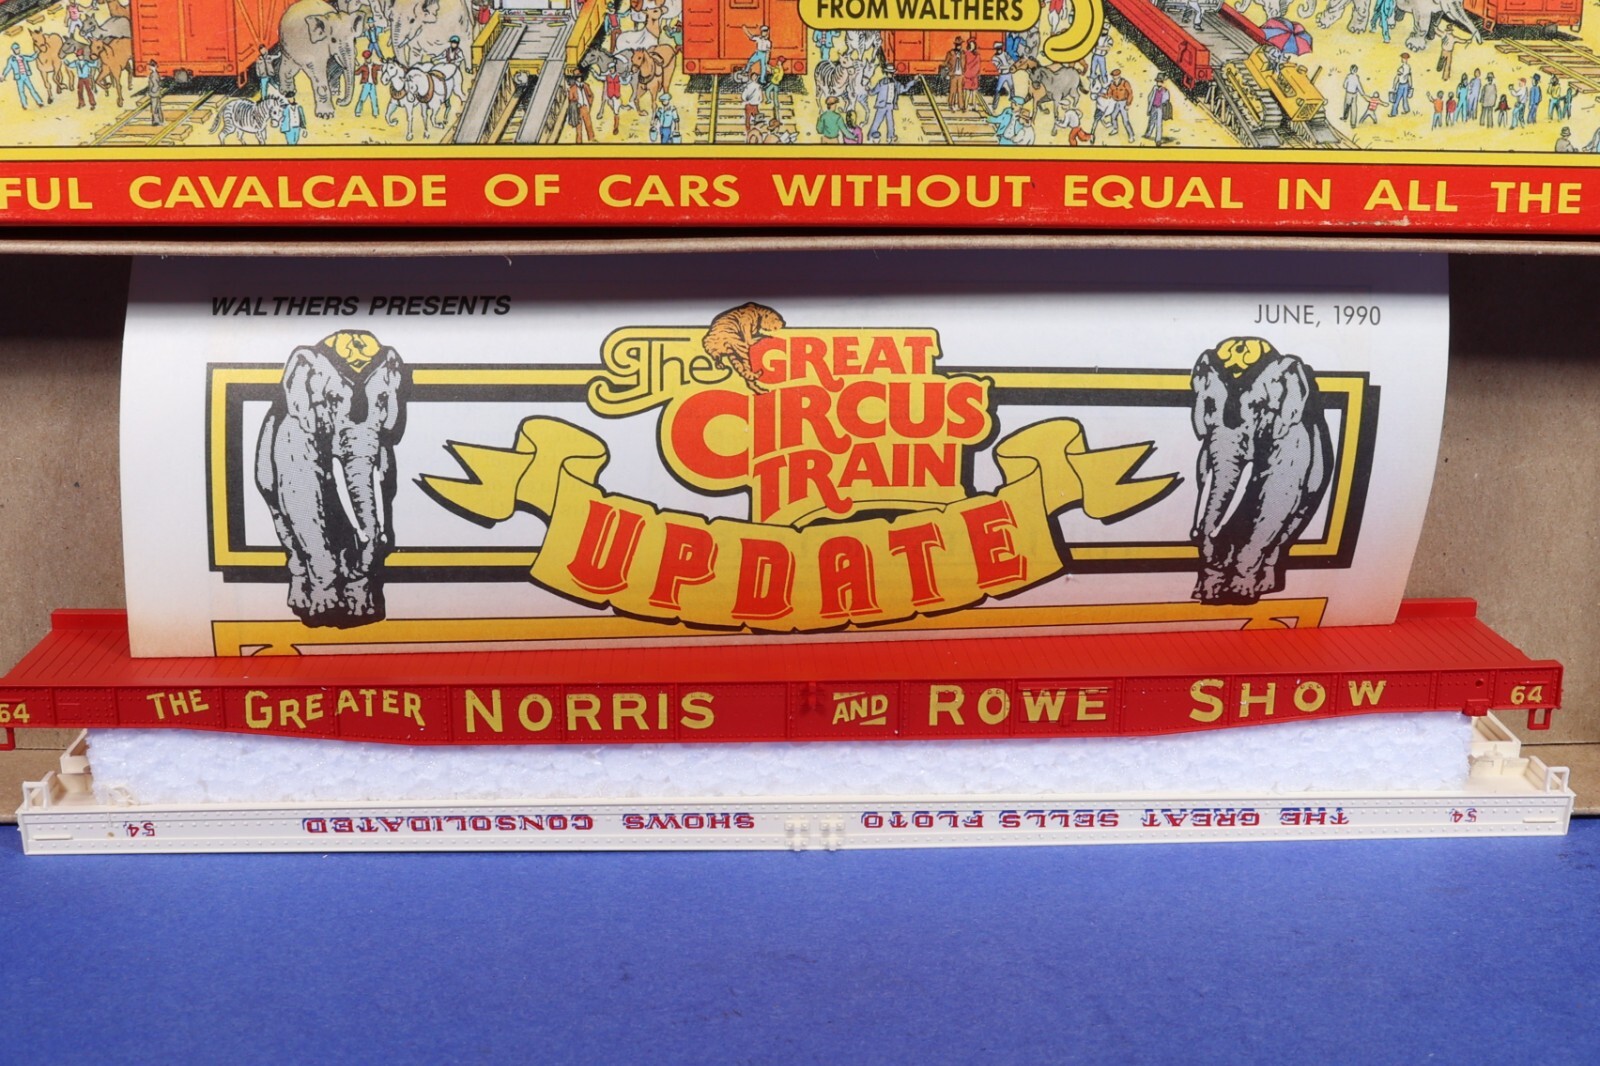 FROM WALTHERS
FUL CAVALCADE OF CARS WITHOUT EQUAL IN ALL THE
WALTHERS PRESENTS
JUNE, 1990
The GREAT
CIRCUS
TRAIN
UPDATE
64 THE GREATER NORRIS AND ROWE SHOW 64
54 THE GREAT SELLS FLOTO SHOWS CONSOLIDATED 54